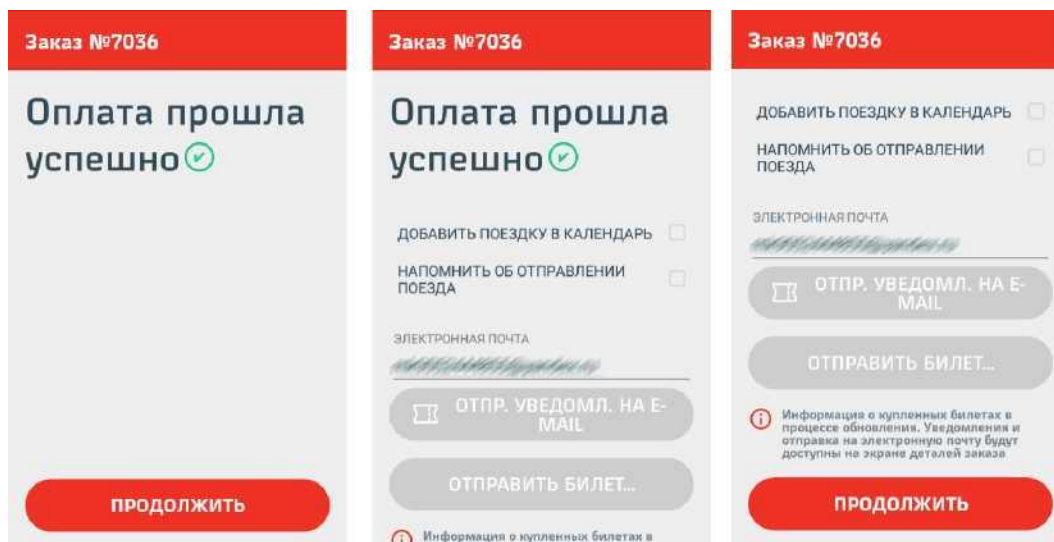 Заказ №7036
Оплата прошла
успешно
ПРОДОЛЖИТЬ
Заказ №7036
Оплата прошла
успешно
ДОБАВИТЬ ПОЕЗДКУ В КАЛЕНДАРЬ
НАПОМНИТЬ ОБ ОТПРАВЛЕНИИ
ПОЕЗДА
ЭЛЕКТРОННАЯ ПОЧТА
ОТПР. УВЕДОМЛ. НА E-
MAIL
ОТПРАВИТЬ БИЛЕТ...
Информация о купленных билетах в
Заказ №7036
ДОБАВИТЬ ПОЕЗДКУ В КАЛЕНДАРЬ
НАПОМНИТЬ ОБ ОТПРАВЛЕНИИ
ПОЕЗДА
ЭЛЕКТРОННАЯ ПОЧТА
ОТПР. УВЕДОМЛ. НА E-
MAIL
ОТПРАВИТЬ БИЛЕТ...
Информация о купленных билетах в
процессе обновления. Уведомления и
отправка на электронную почту будут
доступны на экране деталей заказа
ПРОДОЛЖИТЬ